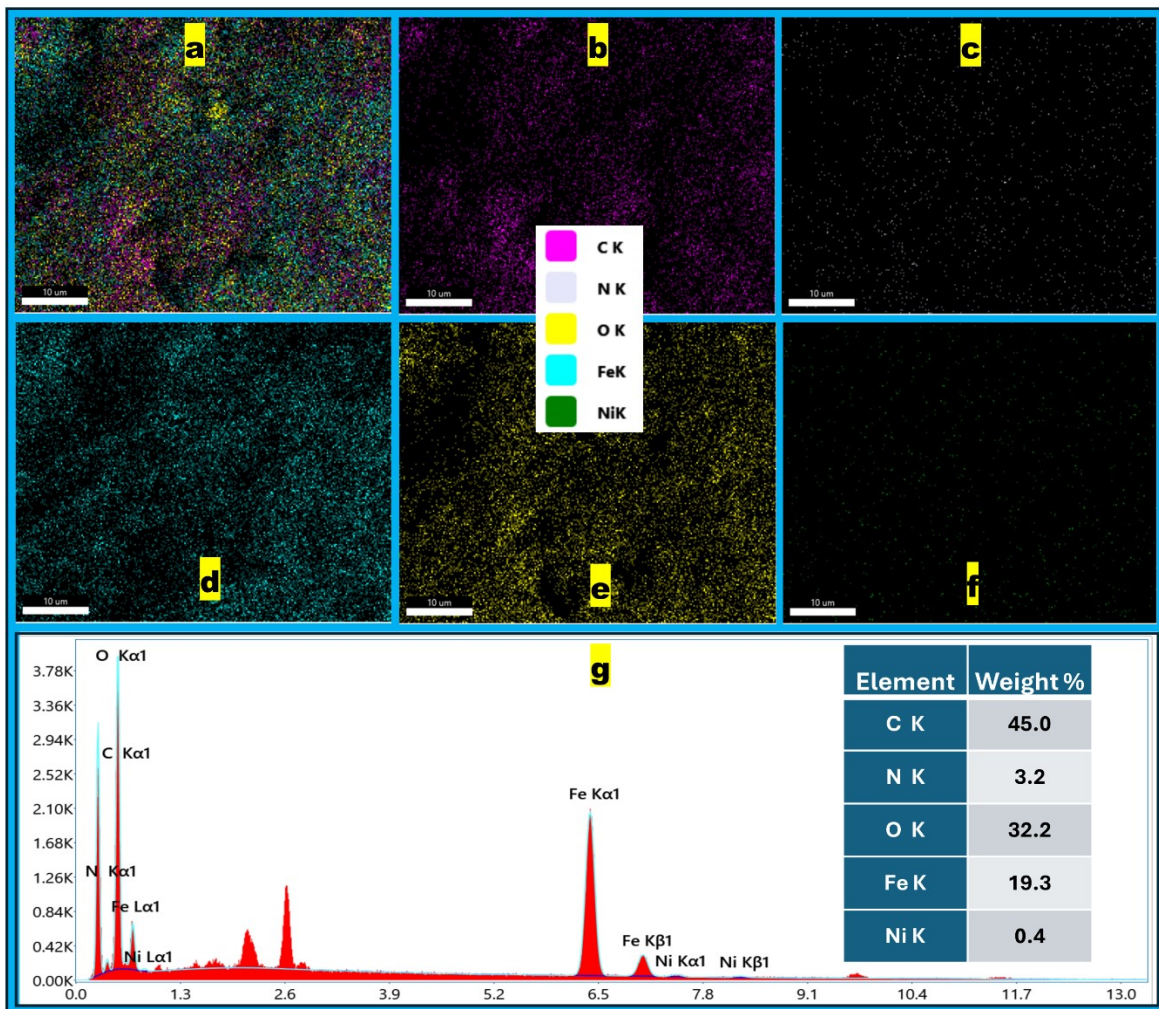 a
b
c
10 um
10 um
10 um
C K
N K
O K
FeK
NiK
d
e
f
10 um
10 um
10 um
g
O Kα1
3.78K
3.36K
2.94K
C Kα1
2.52K
Fe Kα1
2.10K
1.68K
N Kα1
1.26K
Fe Lα1
0.84K
Fe Kβ1
0.42K
Ni Lα1
Ni Kα1
Ni Kβ1
0.00K
0.0 1.3 2.6 3.9 5.2 6.5 7.8 9.1 10.4 11.7 13.0
Element Weight %
C K 45.0
N K 3.2
O K 32.2
Fe K 19.3
Ni K 0.4